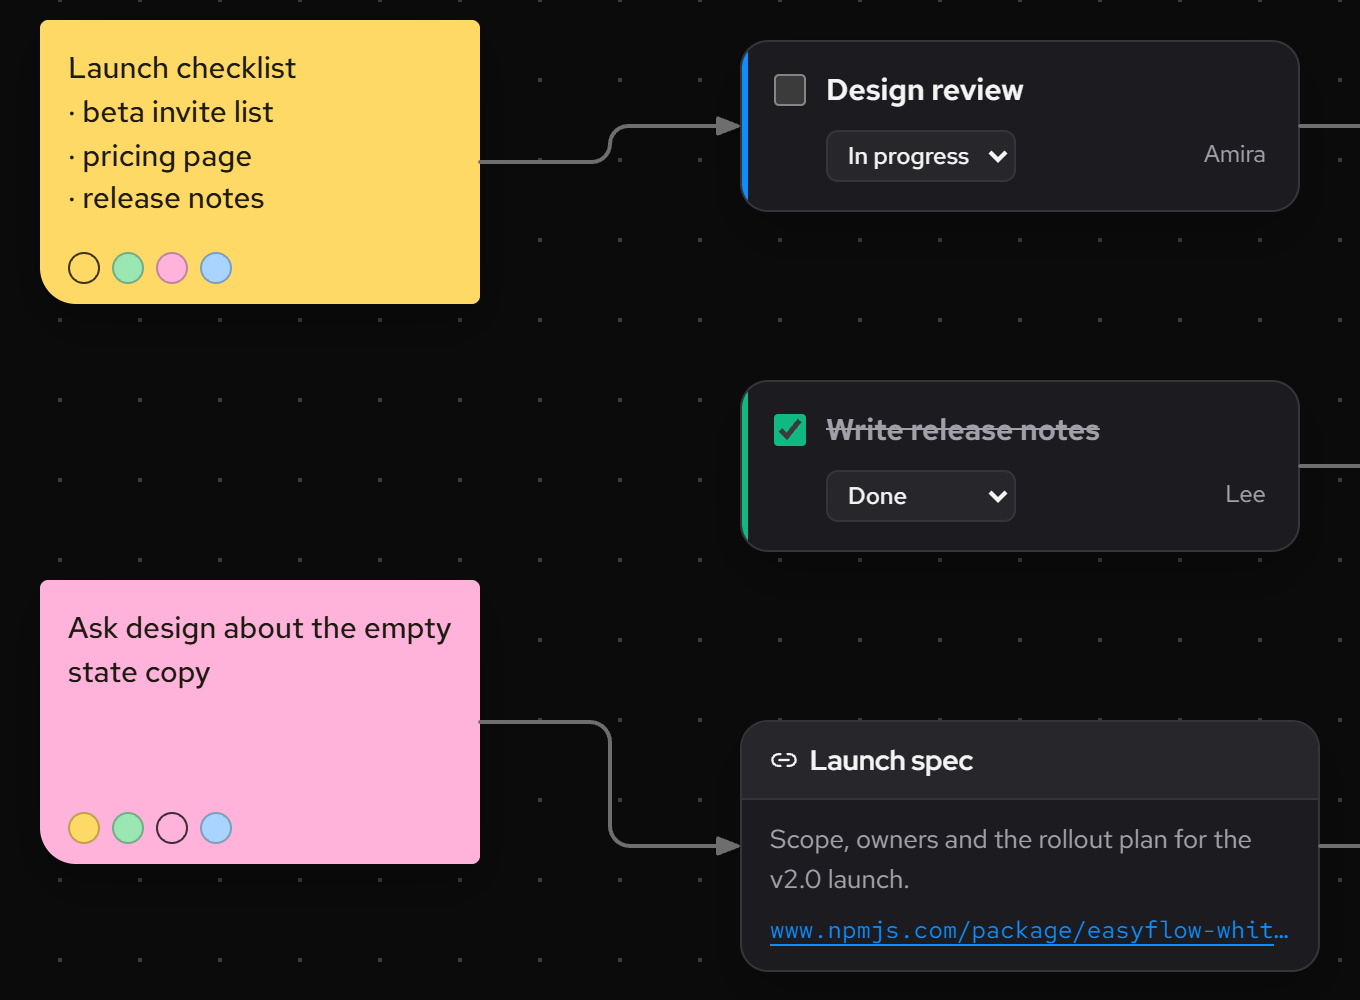 Launch checklist
· beta invite list
· pricing page
· release notes
Design review
In progress
Amira
Write release notes
Done
Lee
Ask design about the empty
state copy
Launch spec
Scope, owners and the rollout plan for the
v2.0 launch.
www.npmjs.com/package/easyflow-whit…